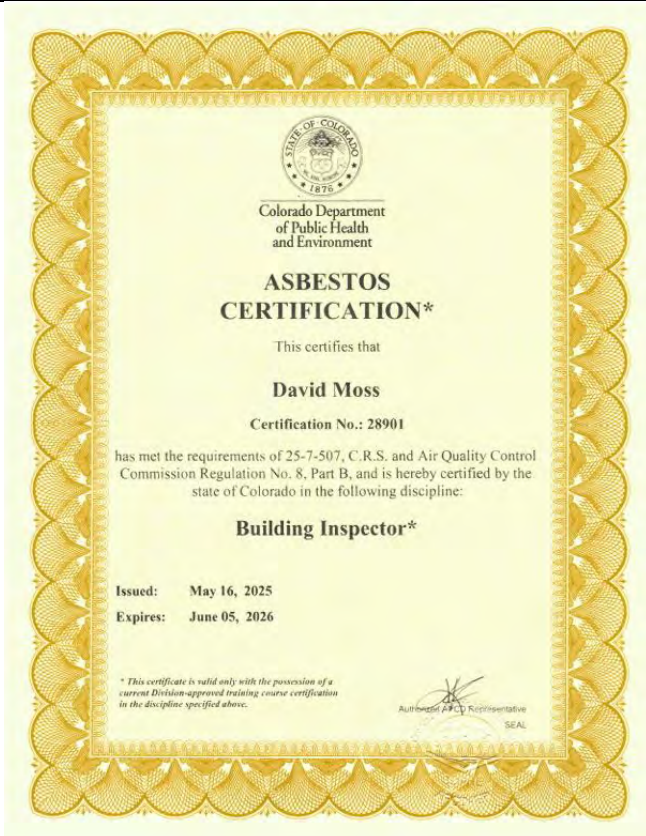 STATE OF COLORADO
1876
Colorado Department
of Public Health
and Environment
ASBESTOS
CERTIFICATION*
This certifies that
David Moss
Certification No.: 28901
has met the requirements of 25-7-507, C.R.S. and Air Quality Control
Commission Regulation No. 8, Part B, and is hereby certified by the
state of Colorado in the following discipline:
Building Inspector*
Issued: May 16, 2025
Expires: June 05, 2026
* This certificate is valid only with the possession of a
current Division-approved training course certification
in the discipline specified above.
Authorized APCD Representative
SEAL